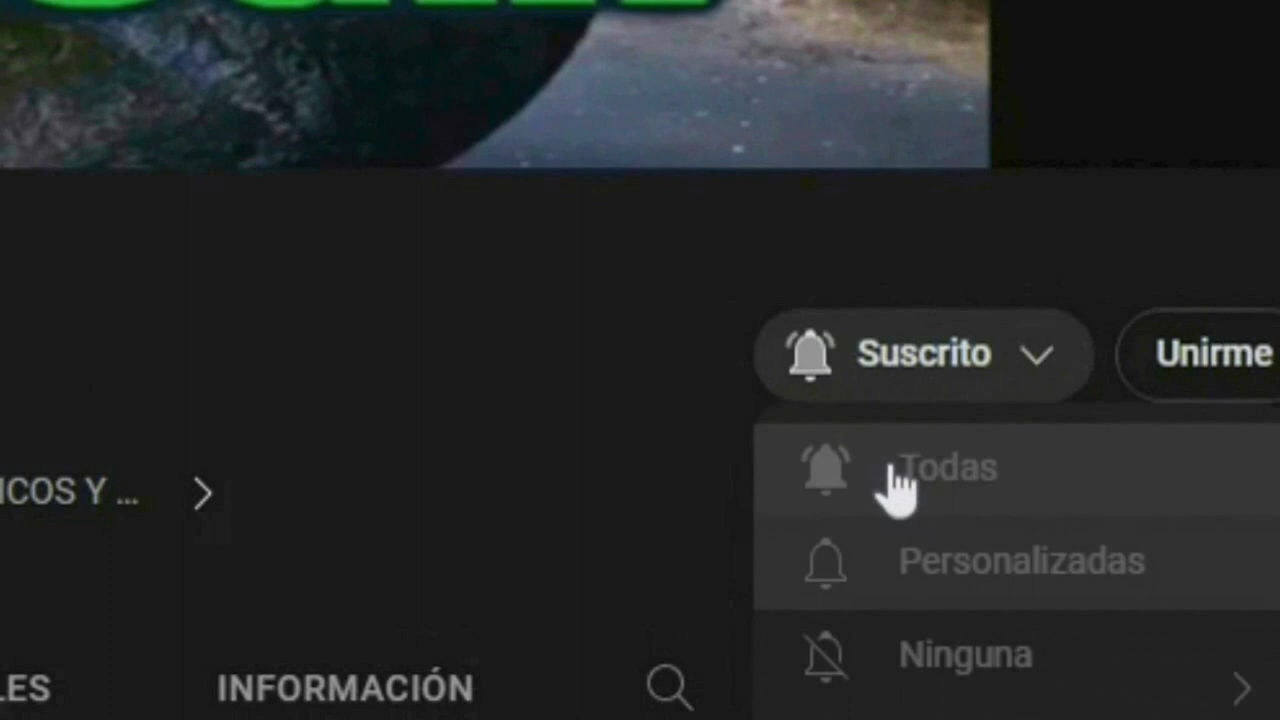 Suscrito
Unirme
Todas
ICOS Y ...
Personalizadas
Ninguna
LES
INFORMACIÓN